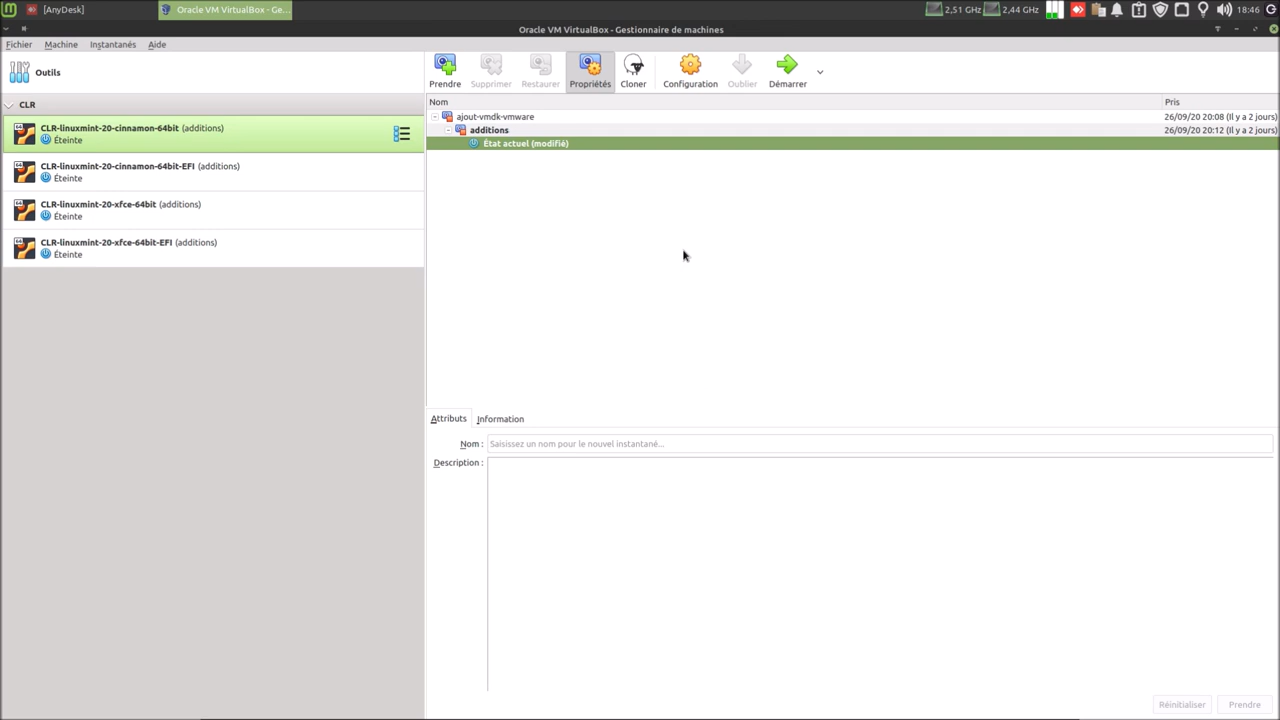 [AnyDesk]
Oracle VM VirtualBox - Ge...
2,51 GHz
2,44 GHz
18:46
Oracle VM VirtualBox - Gestionnaire de machines
Fichier Machine Instantanés Aide
Outils
Prendre Supprimer Restaurer Propriétés Cloner Configuration Oublier Démarrer
CLR
CLR-linuxmint-20-cinnamon-64bit (additions)
Éteinte
CLR-linuxmint-20-cinnamon-64bit-EFI (additions)
Éteinte
CLR-linuxmint-20-xfce-64bit (additions)
Éteinte
CLR-linuxmint-20-xfce-64bit-EFI (additions)
Éteinte
Nom Pris
ajout-vmdk-vmware 26/09/20 20:08 (Il y a 2 jours)
additions 26/09/20 20:12 (Il y a 2 jours)
État actuel (modifié)
Attributs Information
Nom : Saisissez un nom pour le nouvel instantané...
Description :
Réinitialiser Prendre